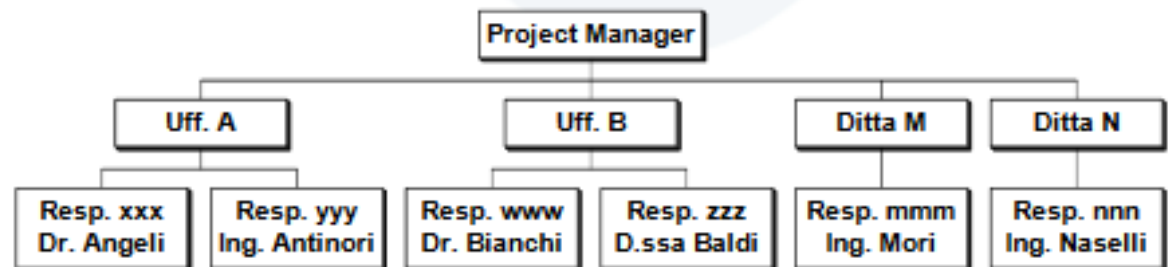 Project Manager
Uff. A
Uff. B
Ditta M
Ditta N
Resp. xxx
Dr. Angeli
Resp. yyy
Ing. Antinori
Resp. www
Dr. Bianchi
Resp. zzz
D.ssa Baldi
Resp. mmm
Ing. Mori
Resp. nnn
Ing. Naselli